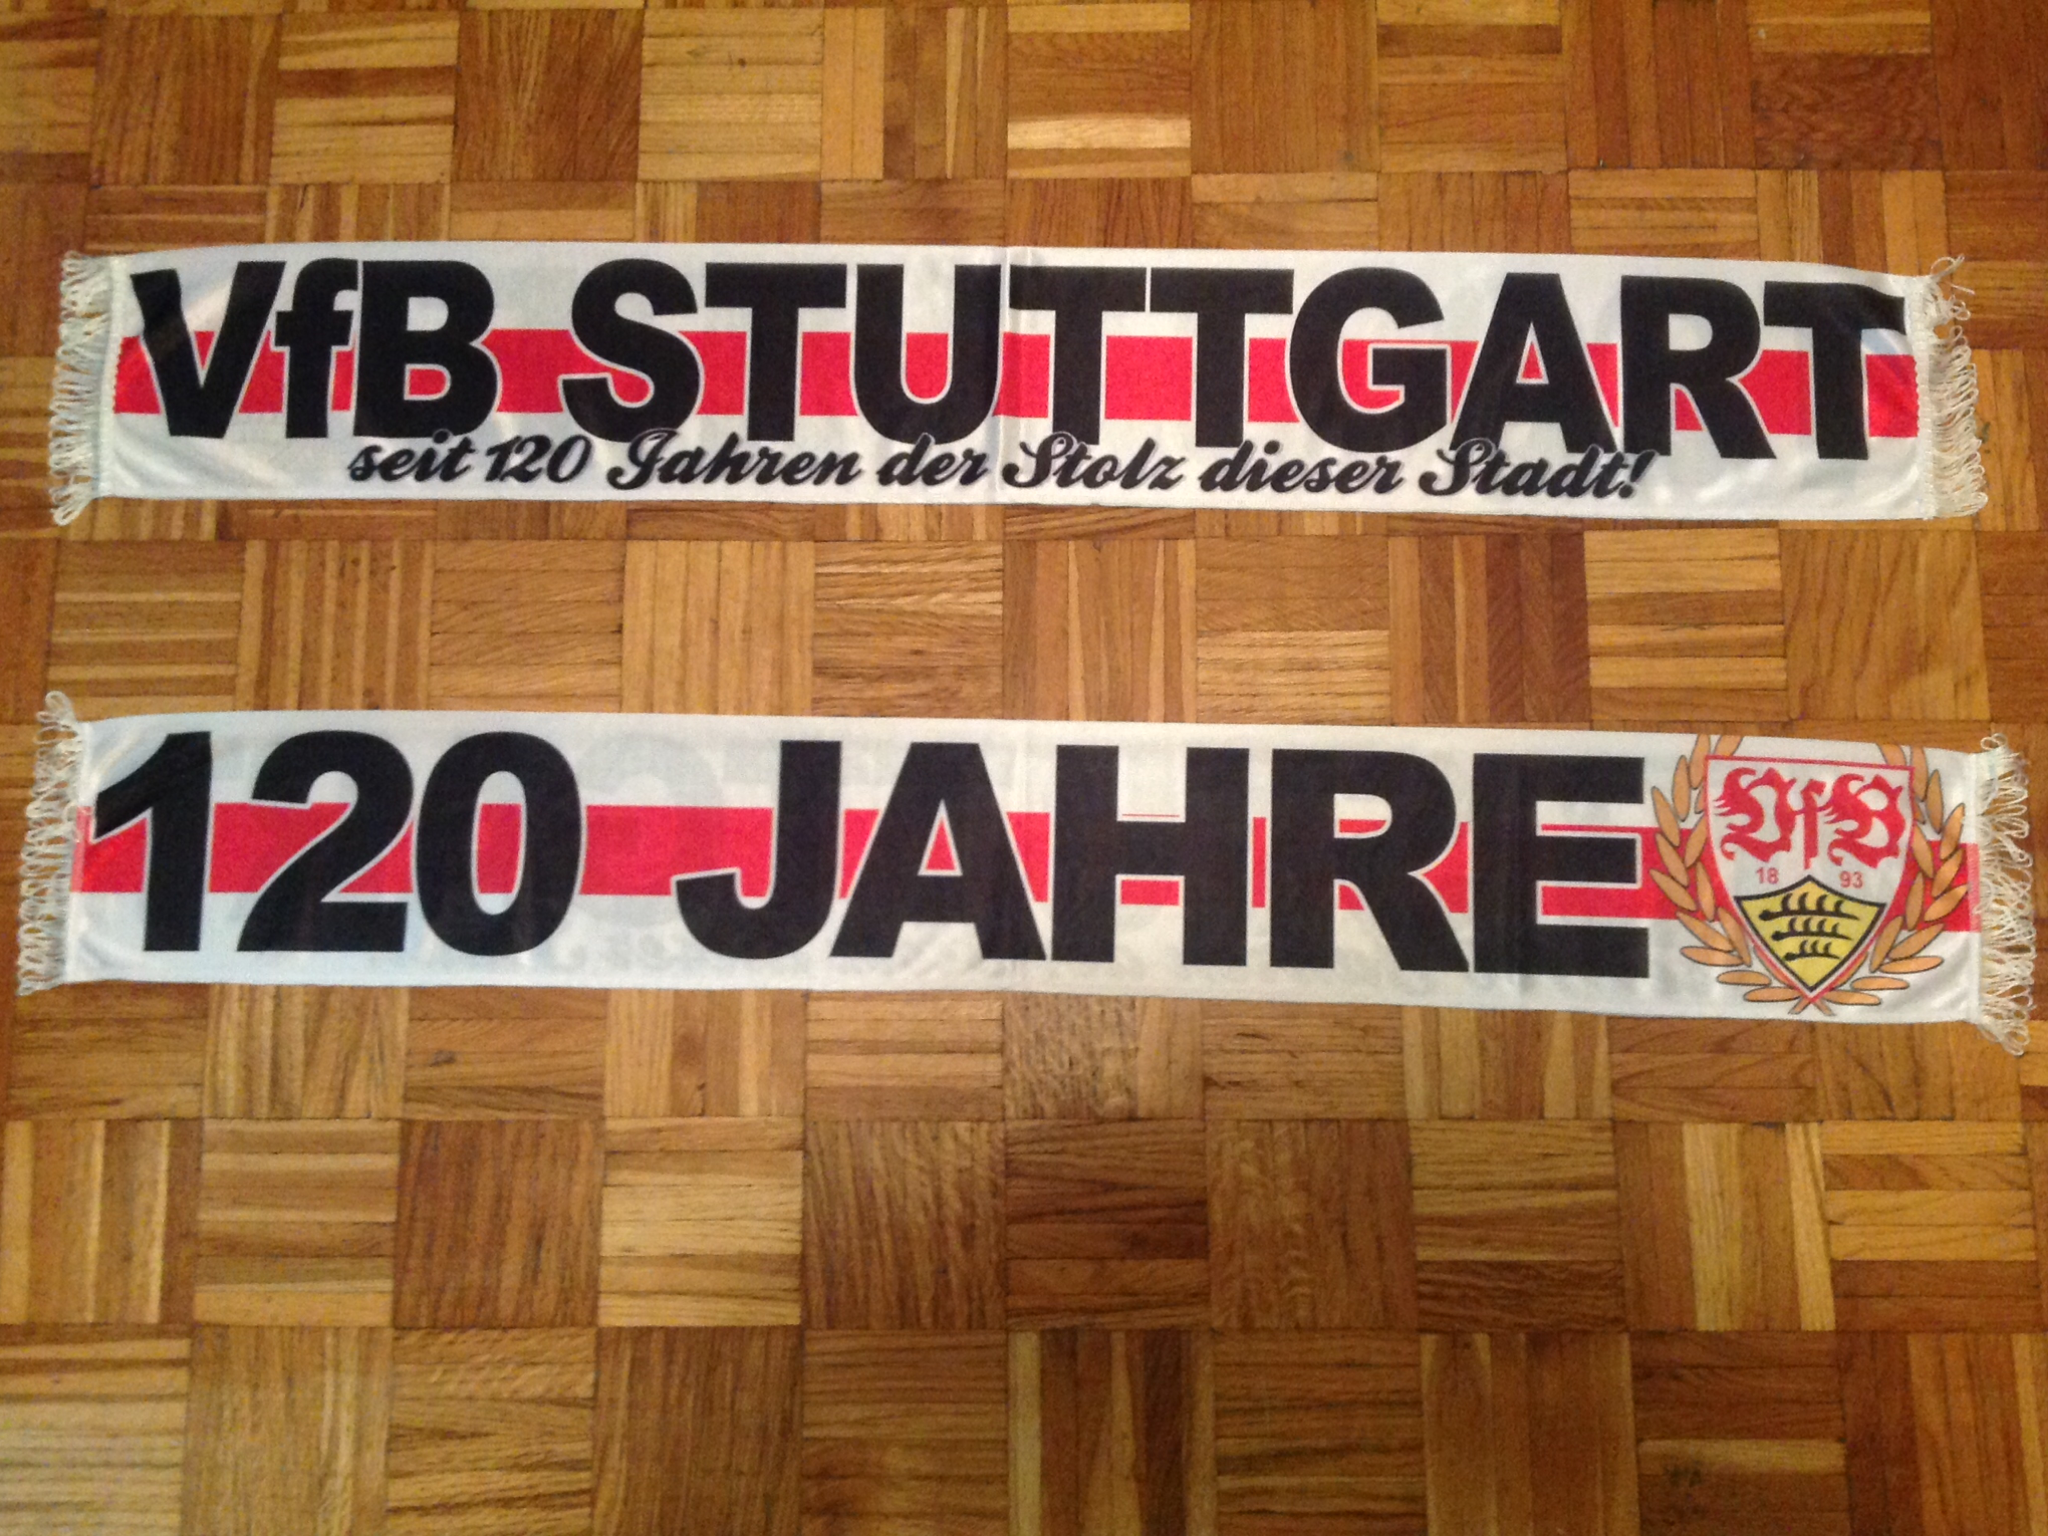 VfB STUTTGART
seit 120 Jahren der Stolz dieser Stadt!
120 JAHRE
VfB
18 93